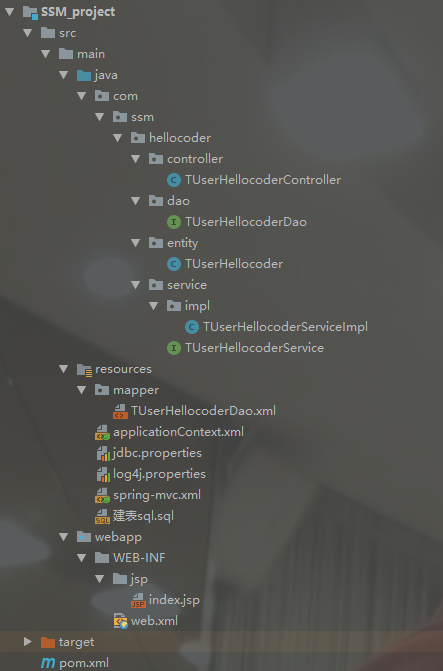 SSM_project
src
main
java
com
ssm
hellocoder
controller
TUserHellocoderController
dao
TUserHellocoderDao
entity
TUserHellocoder
service
impl
TUserHellocoderServiceImpl
TUserHellocoderService
resources
mapper
TUserHellocoderDao.xml
applicationContext.xml
jdbc.properties
log4j.properties
spring-mvc.xml
建表sql.sql
webapp
WEB-INF
jsp
index.jsp
web.xml
target
pom.xml